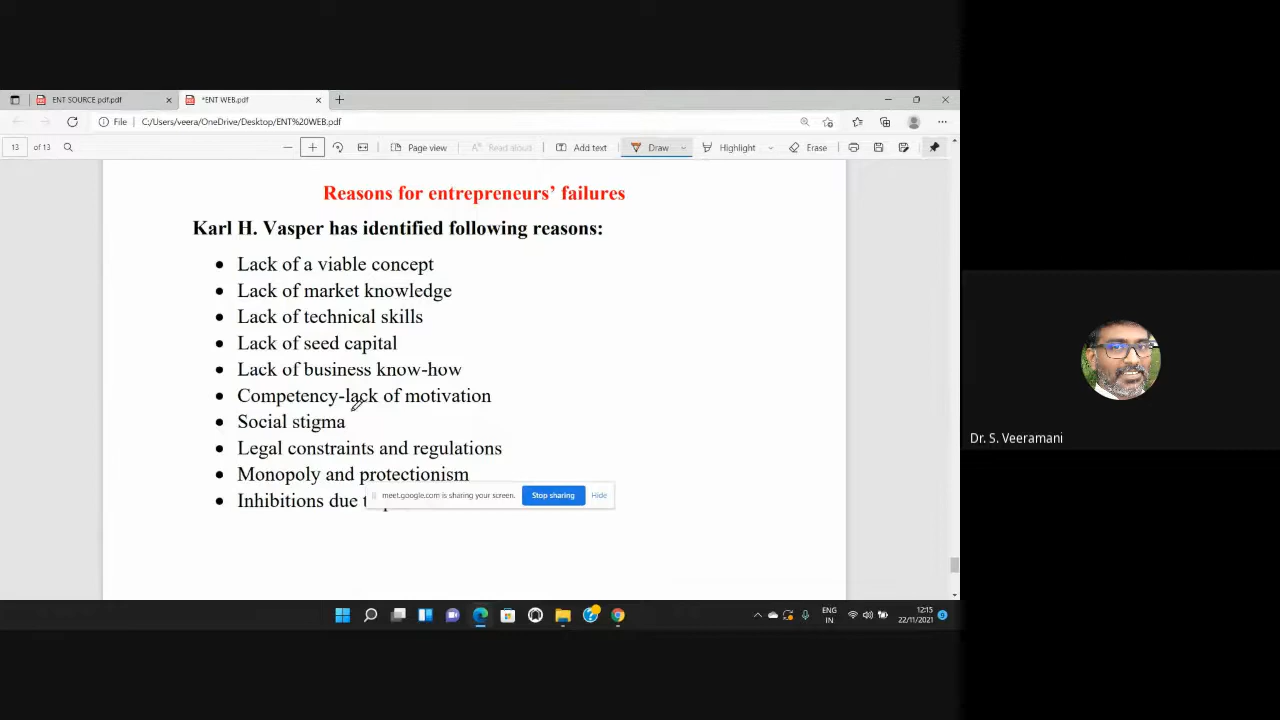 ENT SOURCE pdf.pdf
*ENT WEB.pdf
File C:/Users/veera/OneDrive/Desktop/ENT%20WEB.pdf
13 of 13 Page view Read aloud Add text Draw Highlight Erase
Reasons for entrepreneurs’ failures
Karl H. Vasper has identified following reasons:
• Lack of a viable concept
• Lack of market knowledge
• Lack of technical skills
• Lack of seed capital
• Lack of business know-how
• Competency-lack of motivation
• Social stigma
• Legal constraints and regulations
• Monopoly and protectionism
• Inhibitions due
meet.google.com is sharing your screen. Stop sharing Hide
Dr. S. Veeramani
ENG
IN
12:15
22/11/2021
9